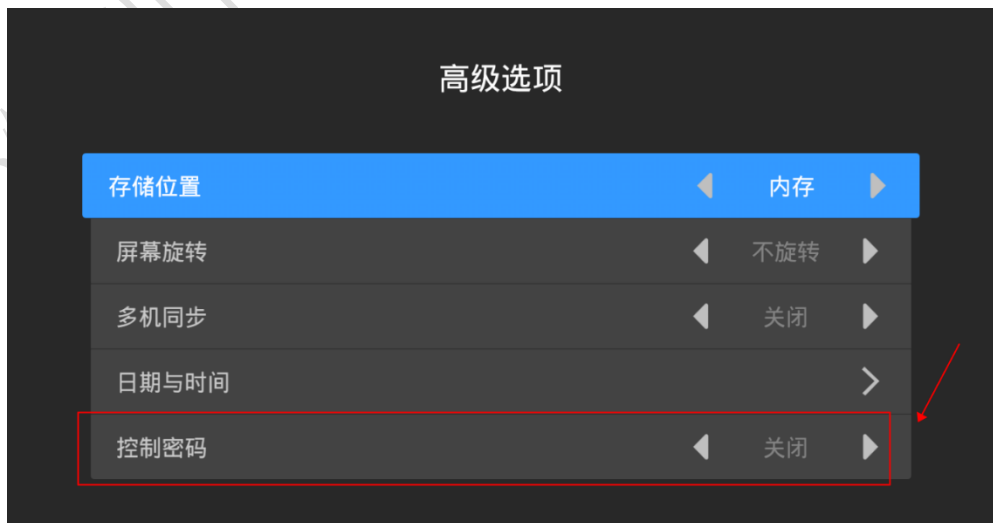 高级选项
存储位置 内存
屏幕旋转 不旋转
多机同步 关闭
日期与时间
控制密码 关闭